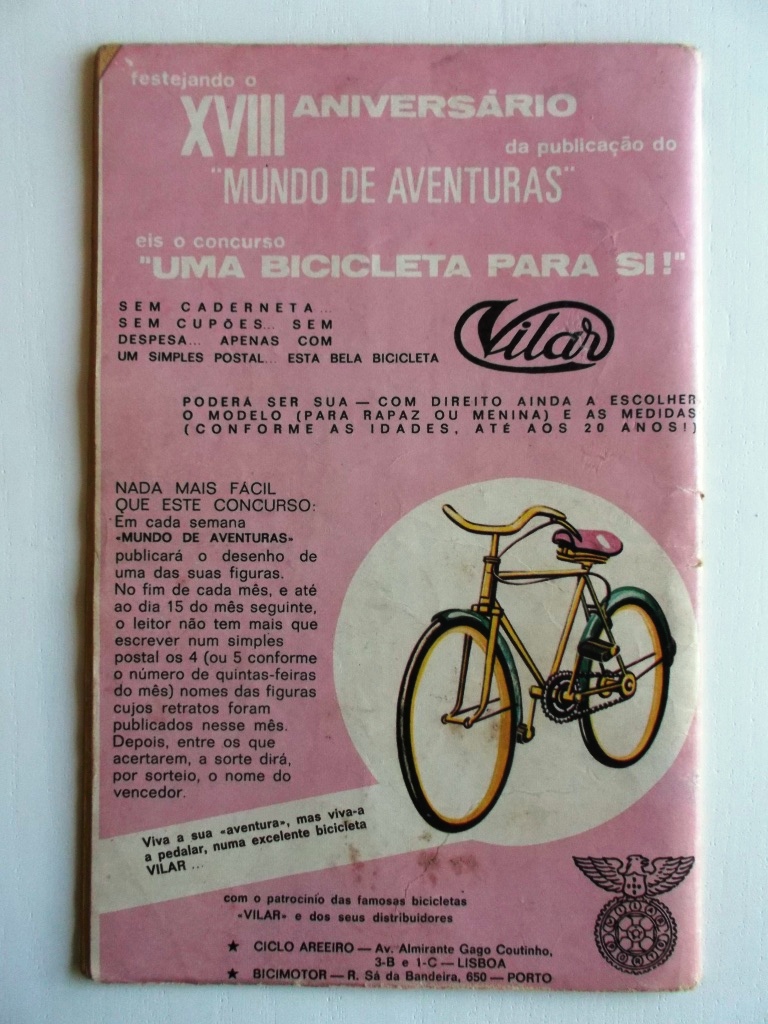 festejando o
XVIII ANIVERSÁRIO
da publicação do
"MUNDO DE AVENTURAS"
eis o concurso
"UMA BICICLETA PARA SI!"
SEM CADERNETA...
SEM CUPÕES... SEM
DESPESA... APENAS COM
UM SIMPLES POSTAL... ESTA BELA BICICLETA
Vilar
PODERÁ SER SUA — COM DIREITO AINDA A ESCOLHER
O MODELO (PARA RAPAZ OU MENINA) E AS MEDIDAS
(CONFORME AS IDADES, ATÉ AOS 20 ANOS!)
NADA MAIS FÁCIL
QUE ESTE CONCURSO:
Em cada semana
«MUNDO DE AVENTURAS»
publicará o desenho de
uma das suas figuras.
No fim de cada mês, e até
ao dia 15 do mês seguinte,
o leitor não tem mais que
escrever num simples
postal os 4 (ou 5 conforme
o número de quintas-feiras
do mês) nomes das figuras
cujos retratos foram
publicados nesse mês.
Depois, entre os que
acertarem, a sorte dirá,
por sorteio, o nome do
vencedor.
Viva a sua «aventura», mas viva-a
a pedalar, numa excelente bicicleta
VILAR ...
com o patrocínio das famosas bicicletas
«VILAR» e dos seus distribuidores
★ CICLO AREEIRO — Av. Almirante Gago Coutinho,
3-B e 1-C — LISBOA
★ BICIMOTOR — R. Sá da Bandeira, 650 — PORTO